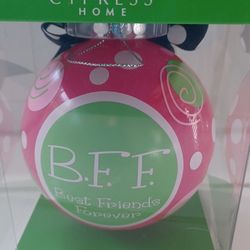 CYPRESS
HOME
B.F.F.
Best Friends
Forever